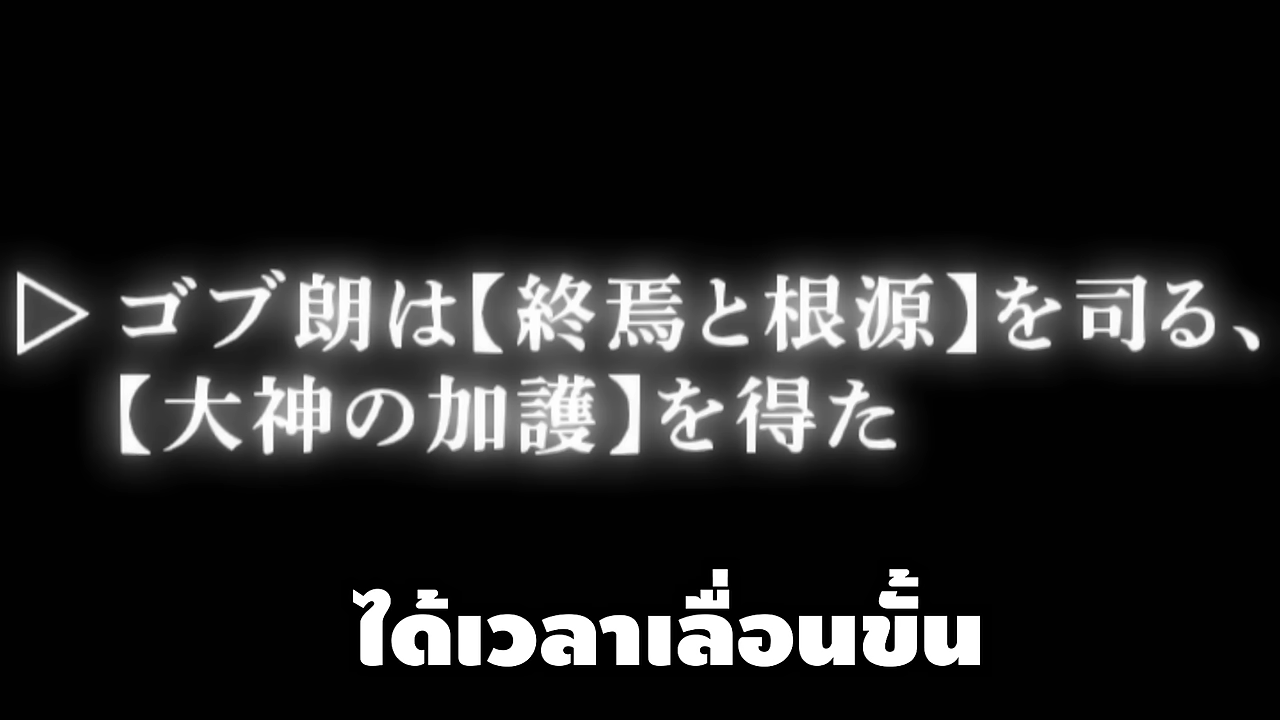 ▷ゴブ朗は【終焉と根源】を司る、
【大神の加護】を得た
ได้เวลาเลื่อนขั้น